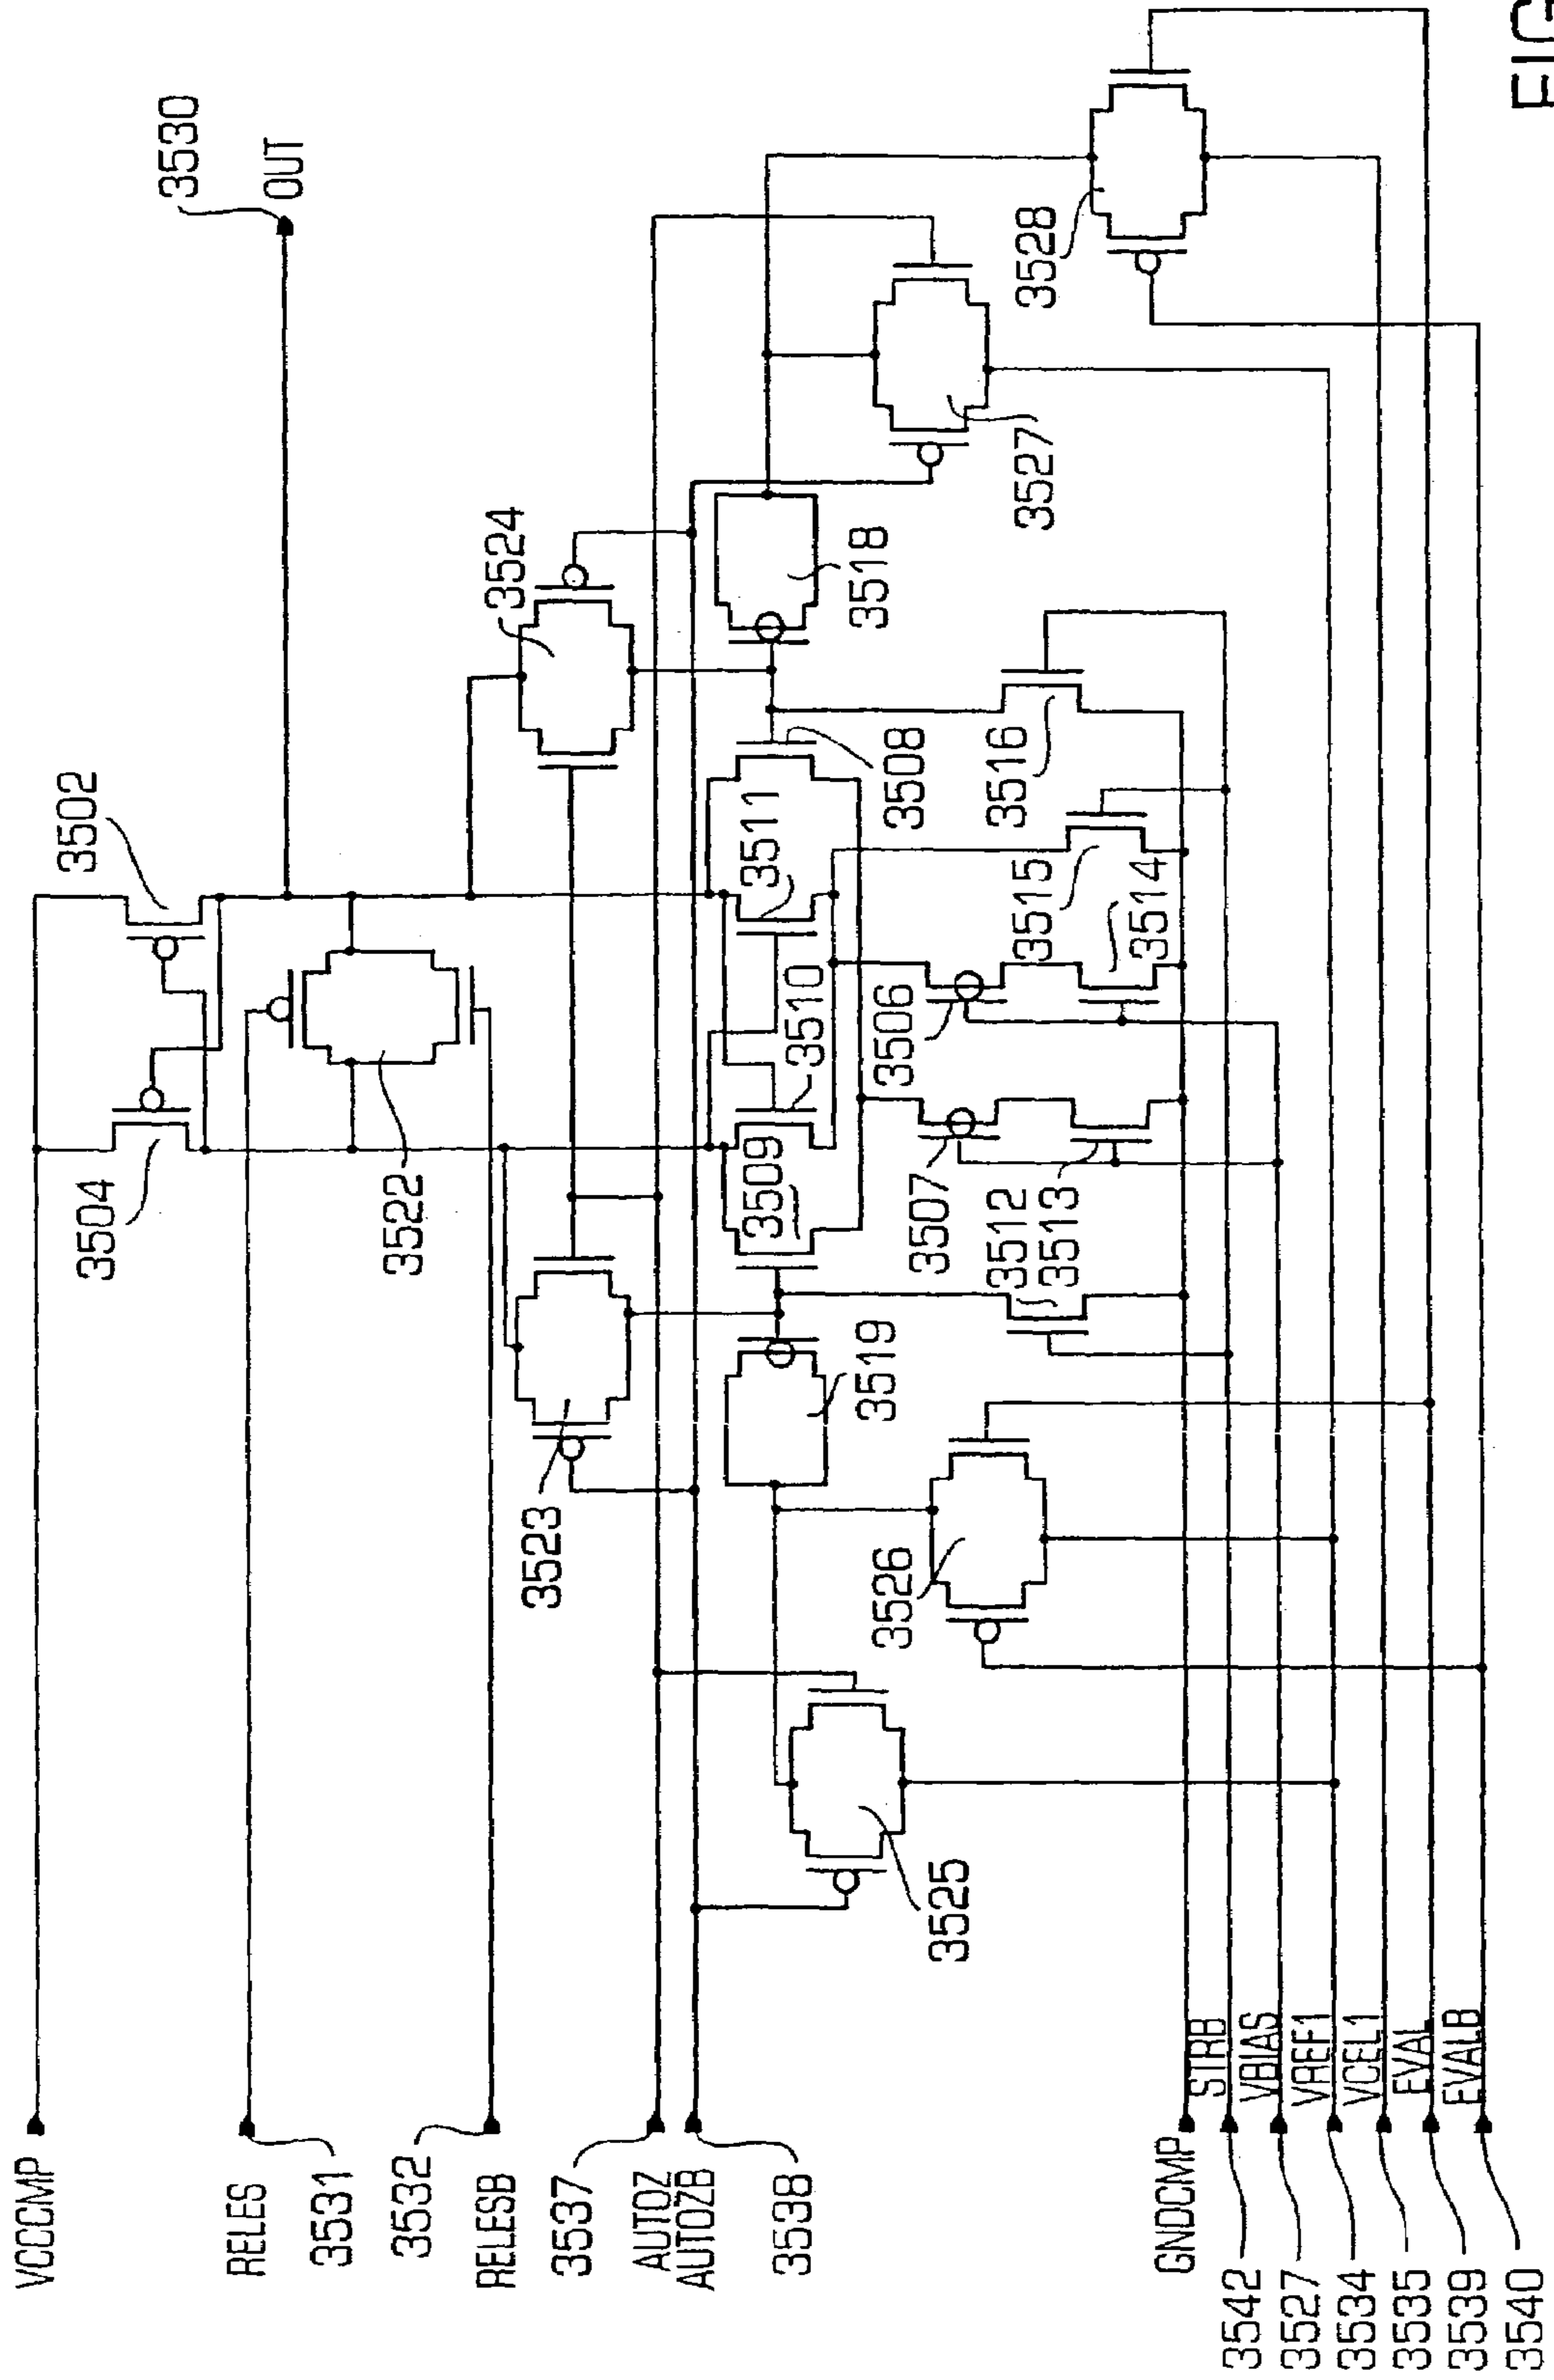 VCCCMP
RELES
3531
3532
RELESB
3537
AUTOZ
AUTOZB
3538
GNDCMP
3542
STRB
3527
VBIAS
3534
VREF1
3535
VCEL1
3539
EVAL
3540
EVALB
3504
3502
3530
OUT
3522
3523
3524
3525
3526
3519
3509
3510
3511
3508
3518
3507
3506
3512
3513
3514
3515
3516
3527
3528
FIG